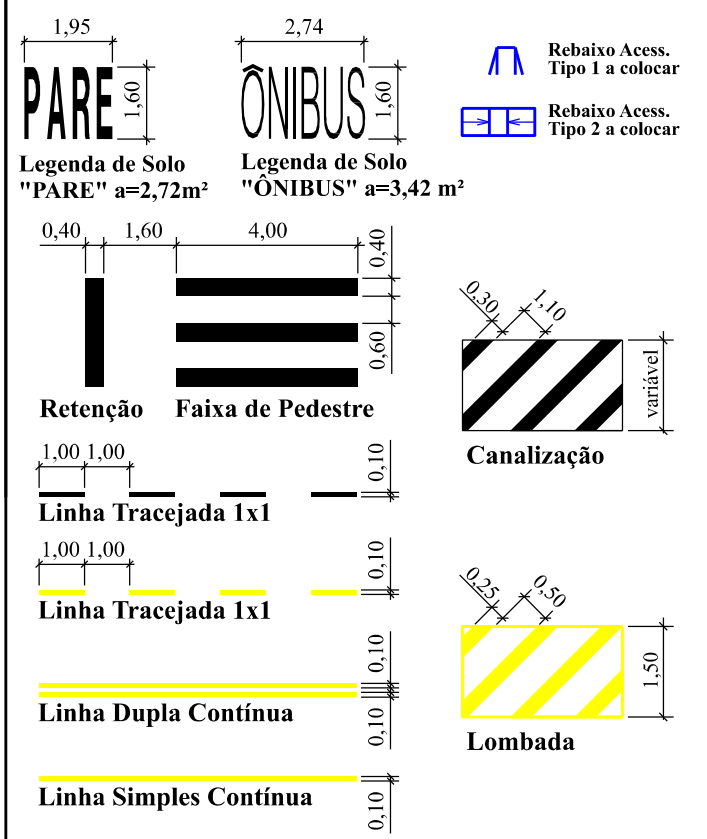 1,95
PARE
1,60
Legenda de Solo
"PARE" a=2,72m²
2,74
ÔNIBUS
1,60
Legenda de Solo
"ÔNIBUS" a=3,42 m²
Rebaixo Acess.
Tipo 1 a colocar
Rebaixo Acess.
Tipo 2 a colocar
0,40 1,60 4,00
0,40
0,60
Retenção Faixa de Pedestre
0,30 1,10
variável
Canalização
1,00 1,00
0,10
Linha Tracejada 1x1
1,00 1,00
0,10
Linha Tracejada 1x1
0,25 0,50
1,50
Lombada
0,10
Linha Dupla Contínua
0,10
Linha Simples Contínua
0,10